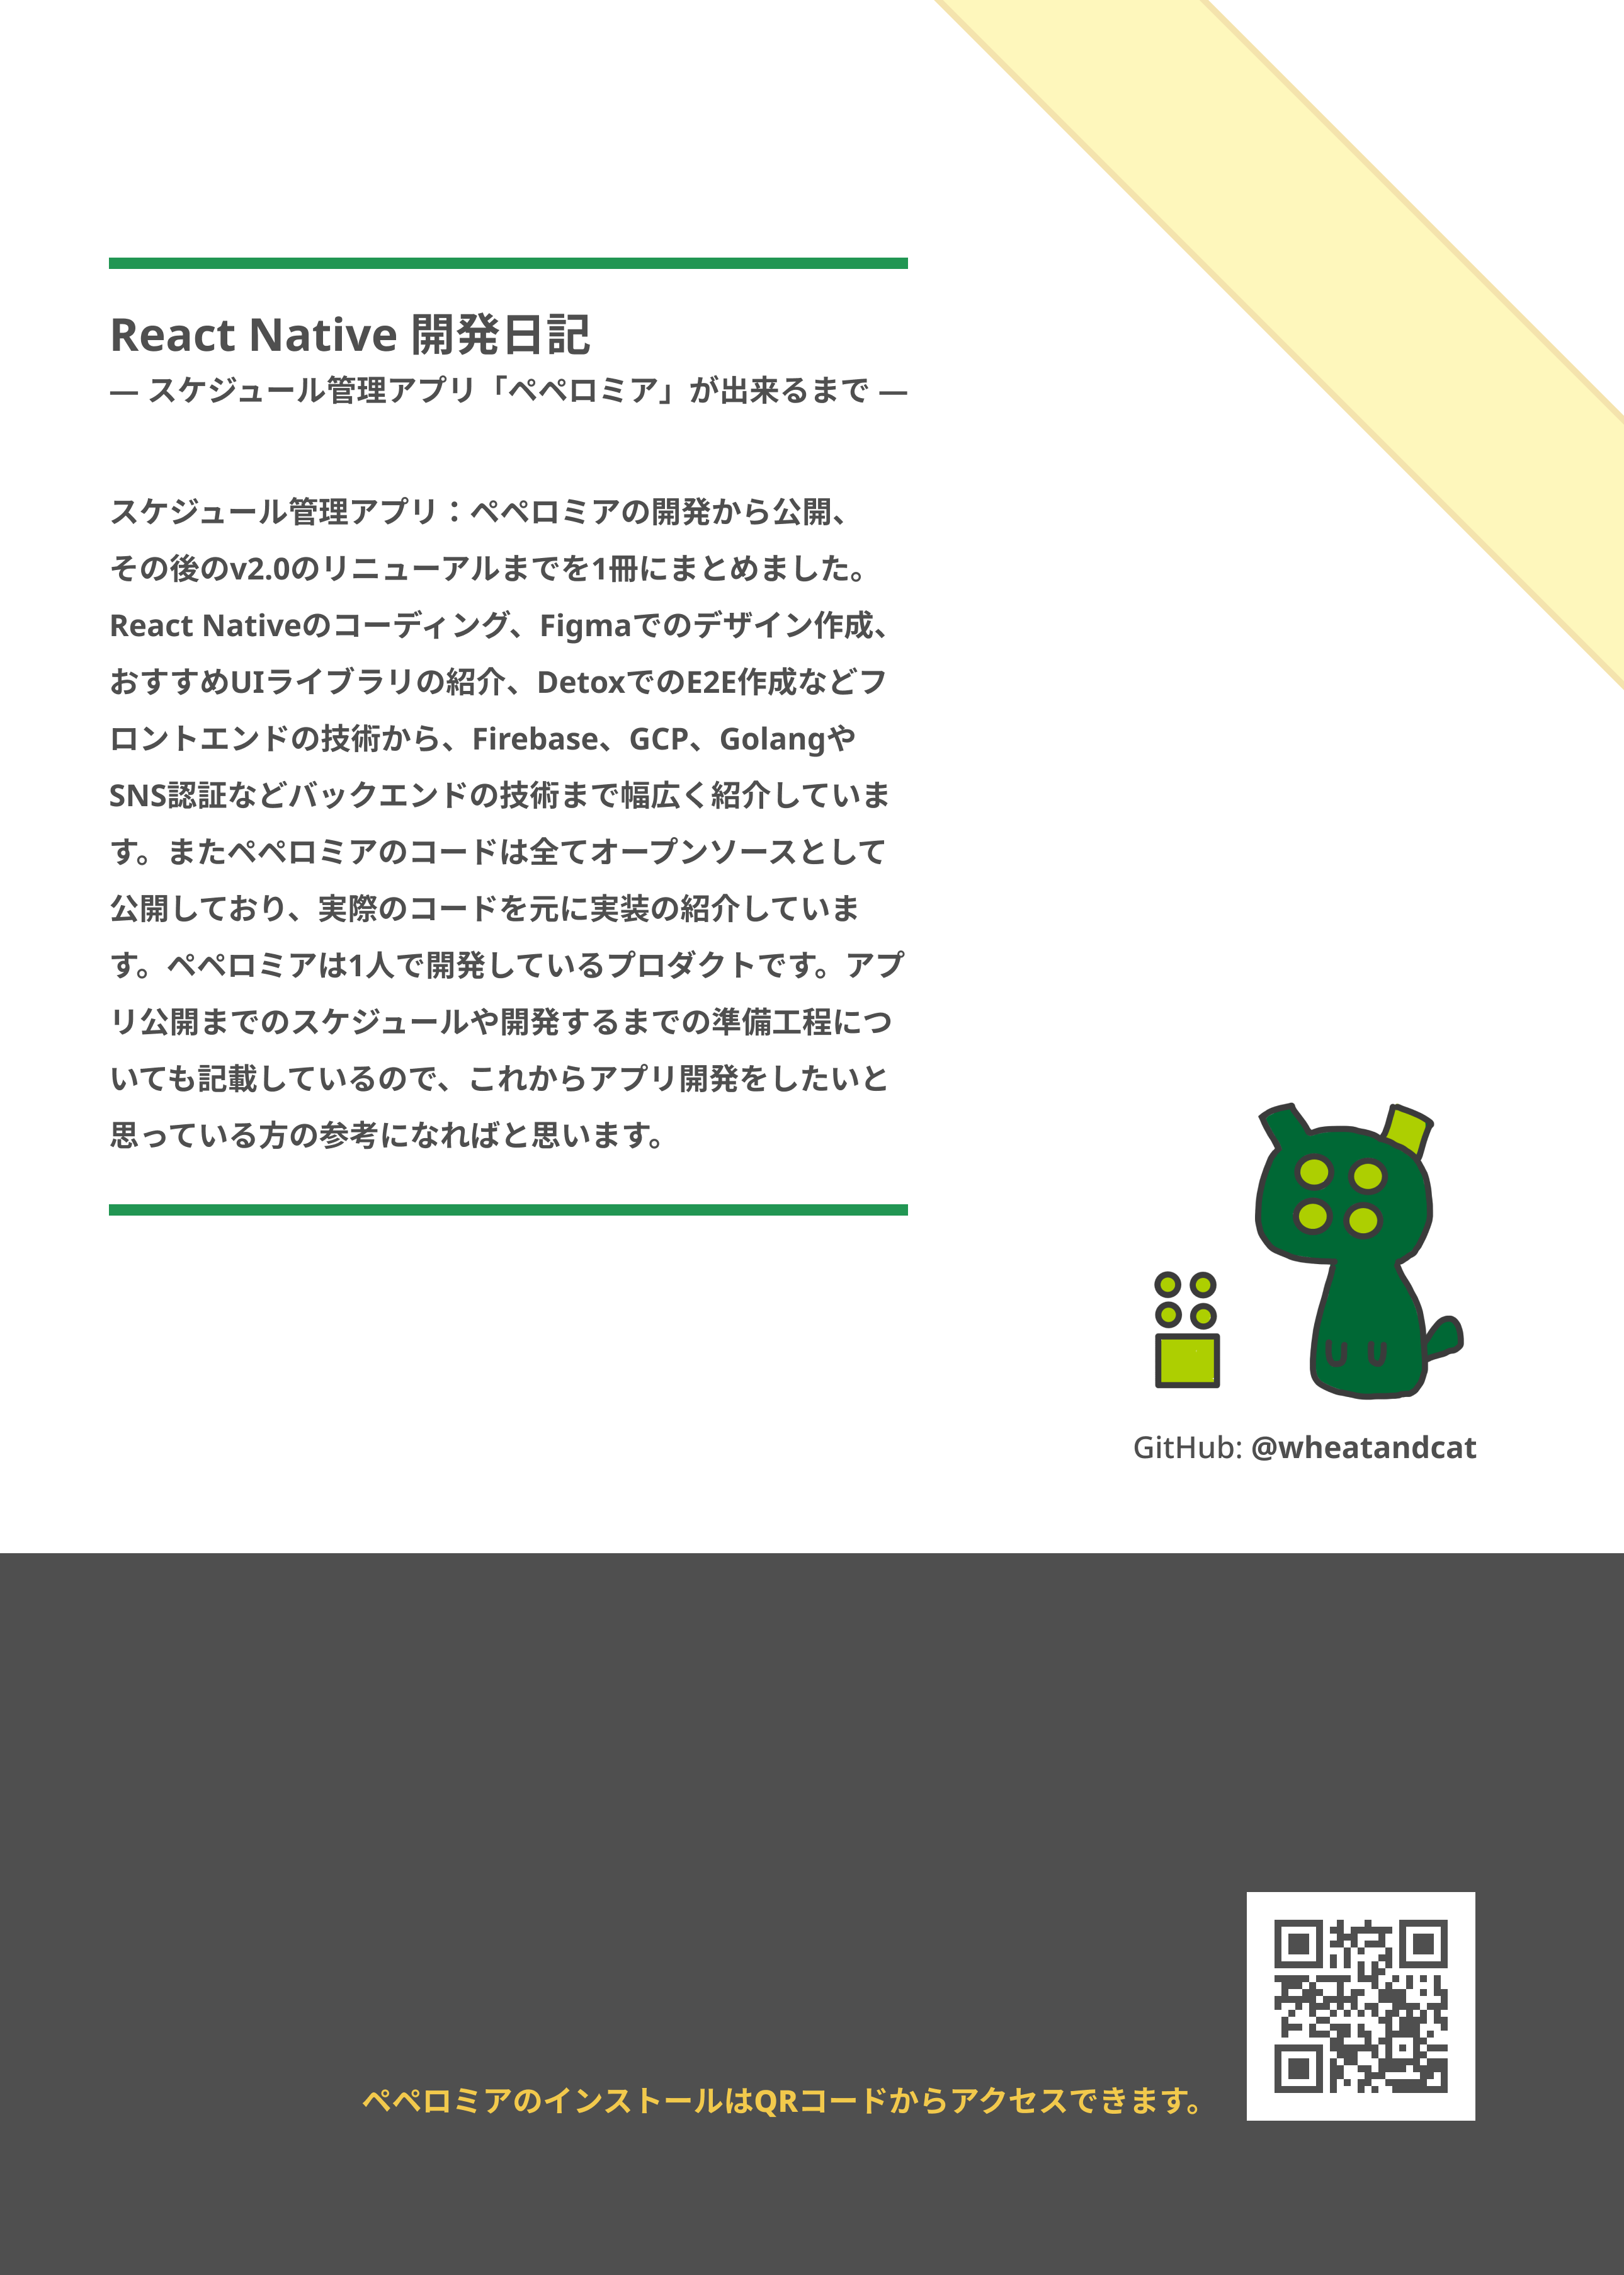 React Native 開発日記
— スケジュール管理アプリ「ペペロミア」が出来るまで —
スケジュール管理アプリ：ペペロミアの開発から公開、
その後のv2.0のリニューアルまでを1冊にまとめました。
React Nativeのコーディング、Figmaでのデザイン作成、
おすすめUIライブラリの紹介、DetoxでのE2E作成などフ
ロントエンドの技術から、Firebase、GCP、Golangや
SNS認証などバックエンドの技術まで幅広く紹介していま
す。またペペロミアのコードは全てオープンソースとして
公開しており、実際のコードを元に実装の紹介していま
す。ペペロミアは1人で開発しているプロダクトです。アプ
リ公開までのスケジュールや開発するまでの準備工程につ
いても記載しているので、これからアプリ開発をしたいと
思っている方の参考になればと思います。
GitHub: @wheatandcat
ペペロミアのインストールはQRコードからアクセスできます。